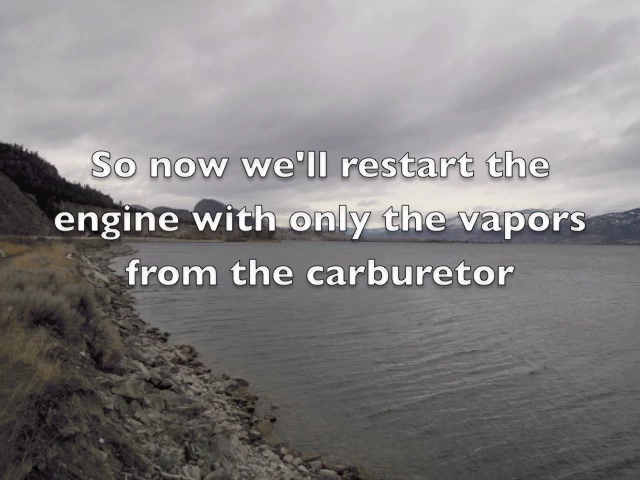 So now we'll restart the
engine with only the vapors
from the carburetor